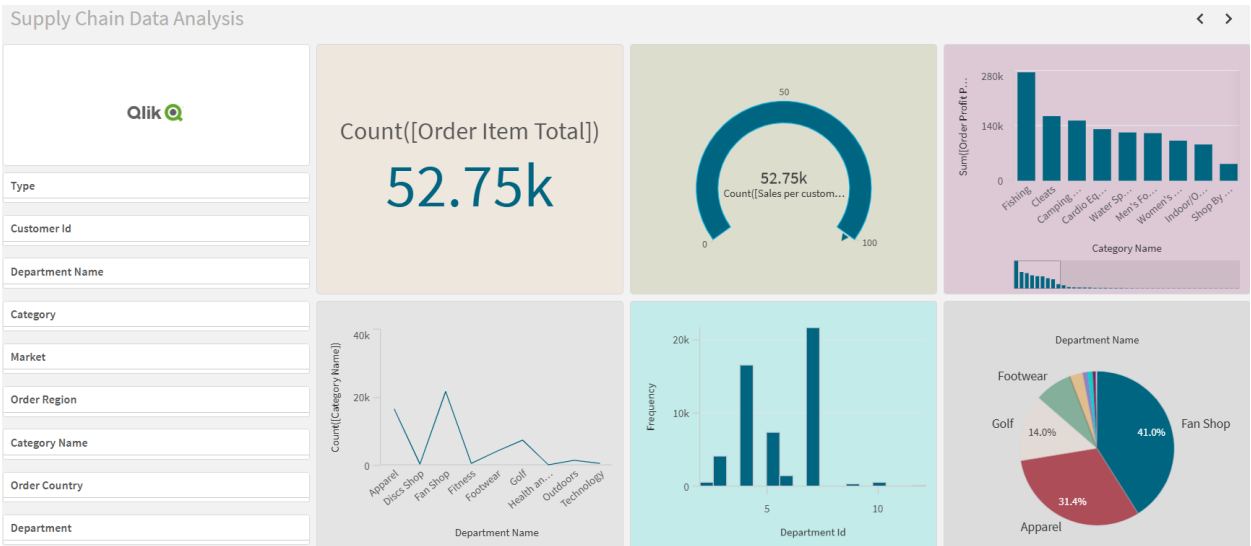 Supply Chain Data Analysis
Qlik
Type
Customer Id
Department Name
Category
Market
Order Region
Category Name
Order Country
Department
Count([Order Item Total])
52.75k
50
52.75k
Count([Sales per custom...
0
100
Sum([Order Profit P...
280k
140k
0
Fishing
Cleats
Camping ...
Cardio Eq...
Water Sp...
Men's Fo...
Women's ...
Indoor/O...
Shop By ...
Category Name
Count([Category Name])
40k
20k
0
Apparel
Discs Shop
Fan Shop
Fitness
Footwear
Golf
Health an...
Outdoors
Technology
Department Name
Frequency
20k
10k
0
5
10
Department Id
Department Name
Footwear
Golf
14.0%
41.0%
Fan Shop
31.4%
Apparel